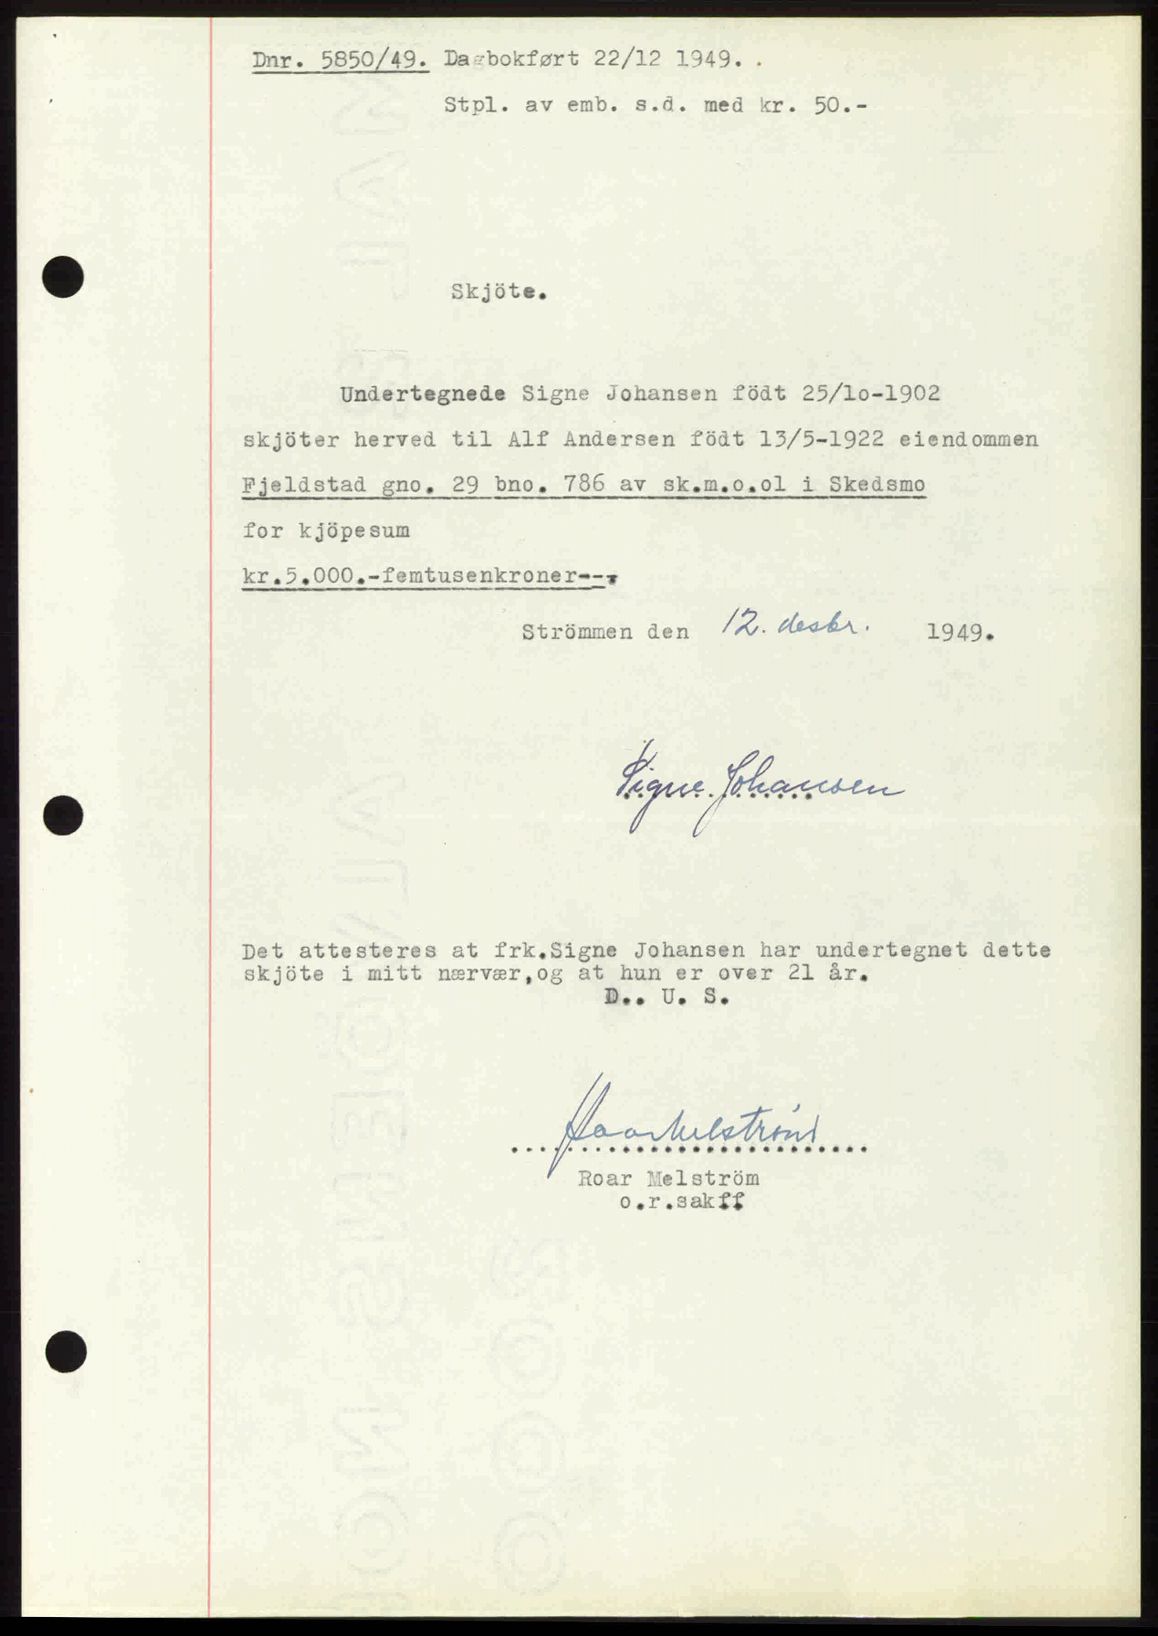 Dnr. 5850/49. Dagbokført 22/12 1949. .
Stpl. av emb. s.d. med kr. 50.-
Skjöte.
Undertegnede Signe Johansen födt 25/1o-1902
skjöter herved til Alf Andersen födt 13/5-1922 eiendommen
Fjeldstad gno. 29 bno. 786 av sk.m.o.ol i Skedsmo
for kjöpesum
kr.5.000.-femtusenkroner--,
Strömmen den 12. desbr. 1949.
Signe Johansen
Det attesteres at frk.Signe Johansen har undertegnet dette
skjöte i mitt nærvær,og at hun er over 21 år.
D.. U. S.
Roar Melström
Roar Melström
o.r.sakff